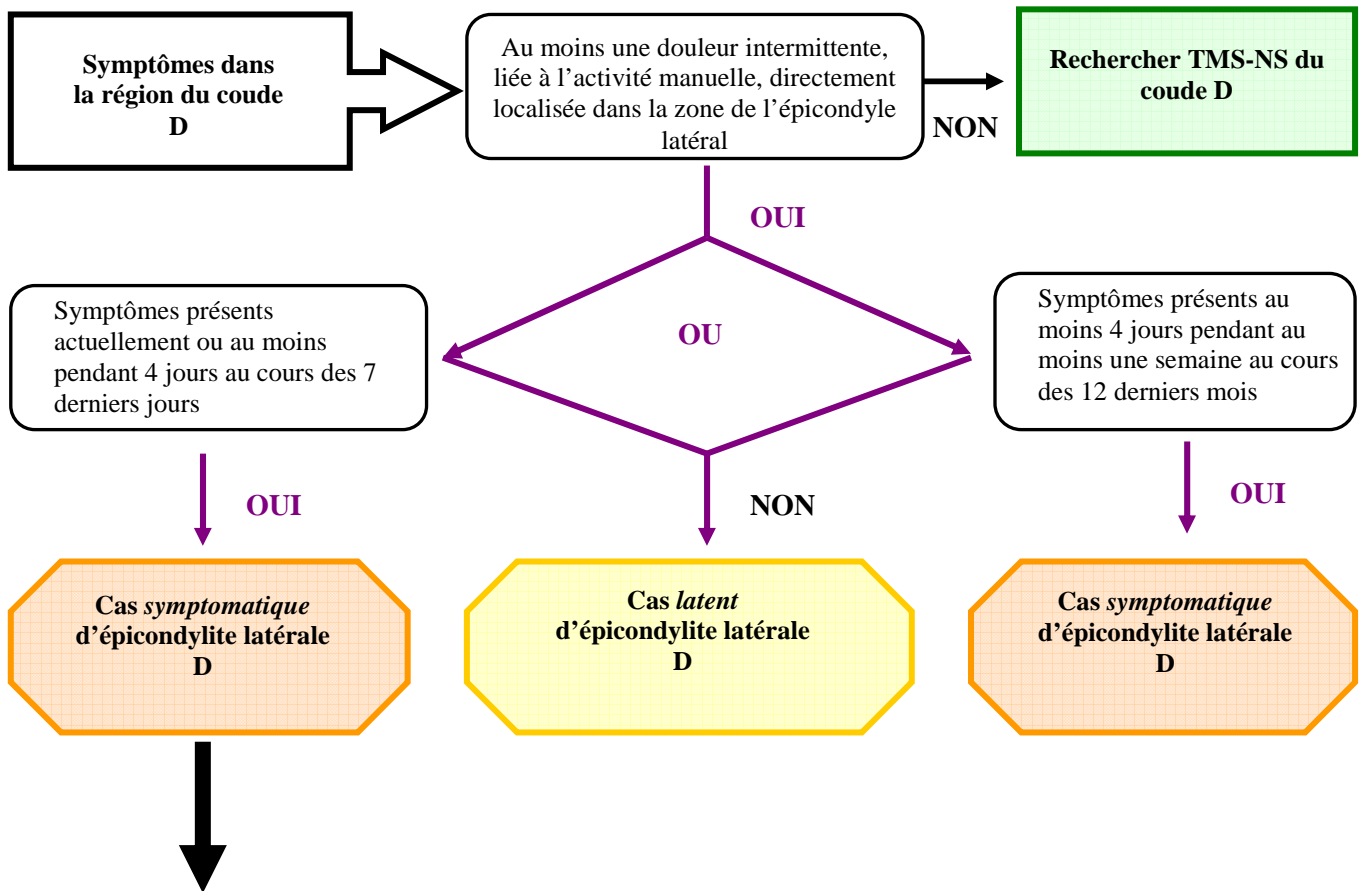 Symptômes dans
la région du coude
D
Au moins une douleur intermittente,
liée à l’activité manuelle, directement
localisée dans la zone de l’épicondyle
latéral
NON
Rechercher TMS-NS du
coude D
OUI
Symptômes présents
actuellement ou au moins
pendant 4 jours au cours des 7
derniers jours
OU
Symptômes présents au
moins 4 jours pendant au
moins une semaine au cours
des 12 derniers mois
OUI
NON
OUI
Cas symptomatique
d’épicondylite latérale
D
Cas latent
d’épicondylite latérale
D
Cas symptomatique
d’épicondylite latérale
D